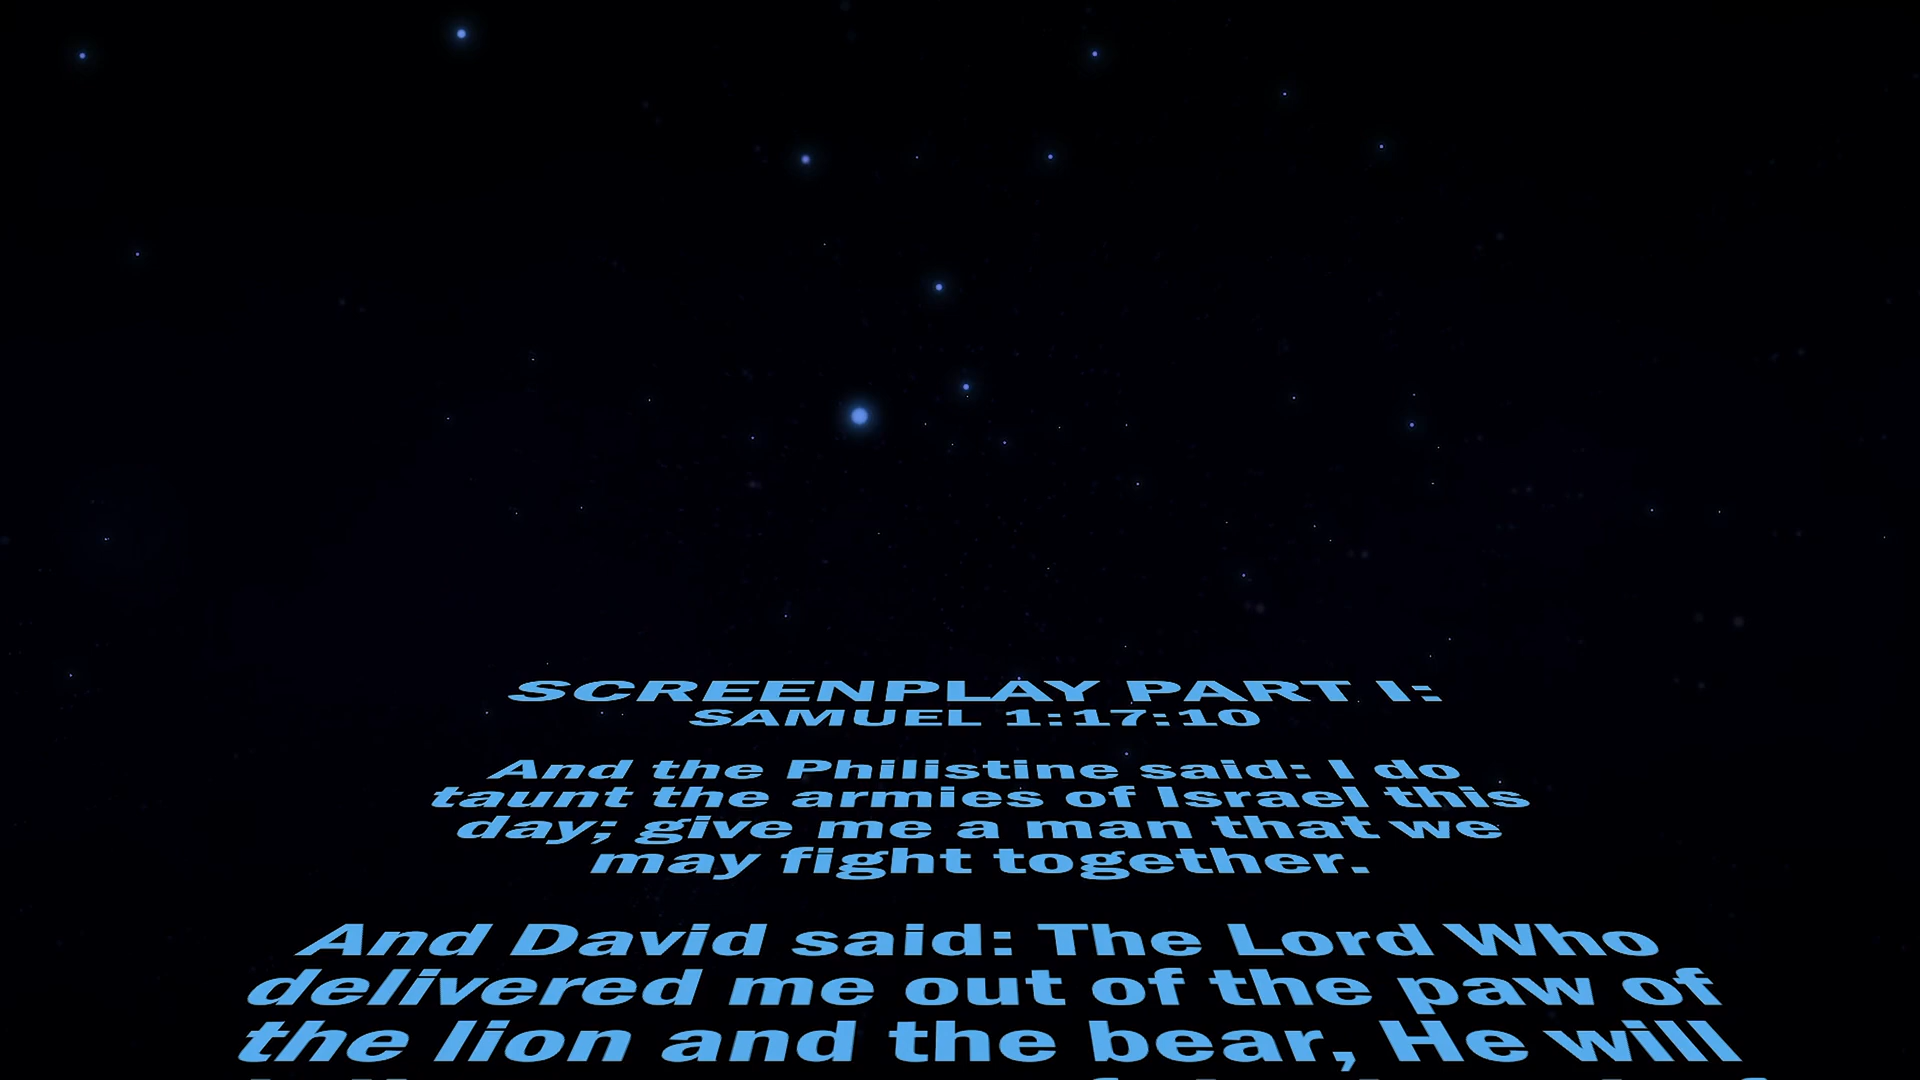 SCREENPLAY PART I:
SAMUEL 1:17:10
And the Philistine said: I do
taunt the armies of Israel this
day; give me a man that we
may fight together.
And David said: The Lord Who
delivered me out of the paw of
the lion and the bear, He will